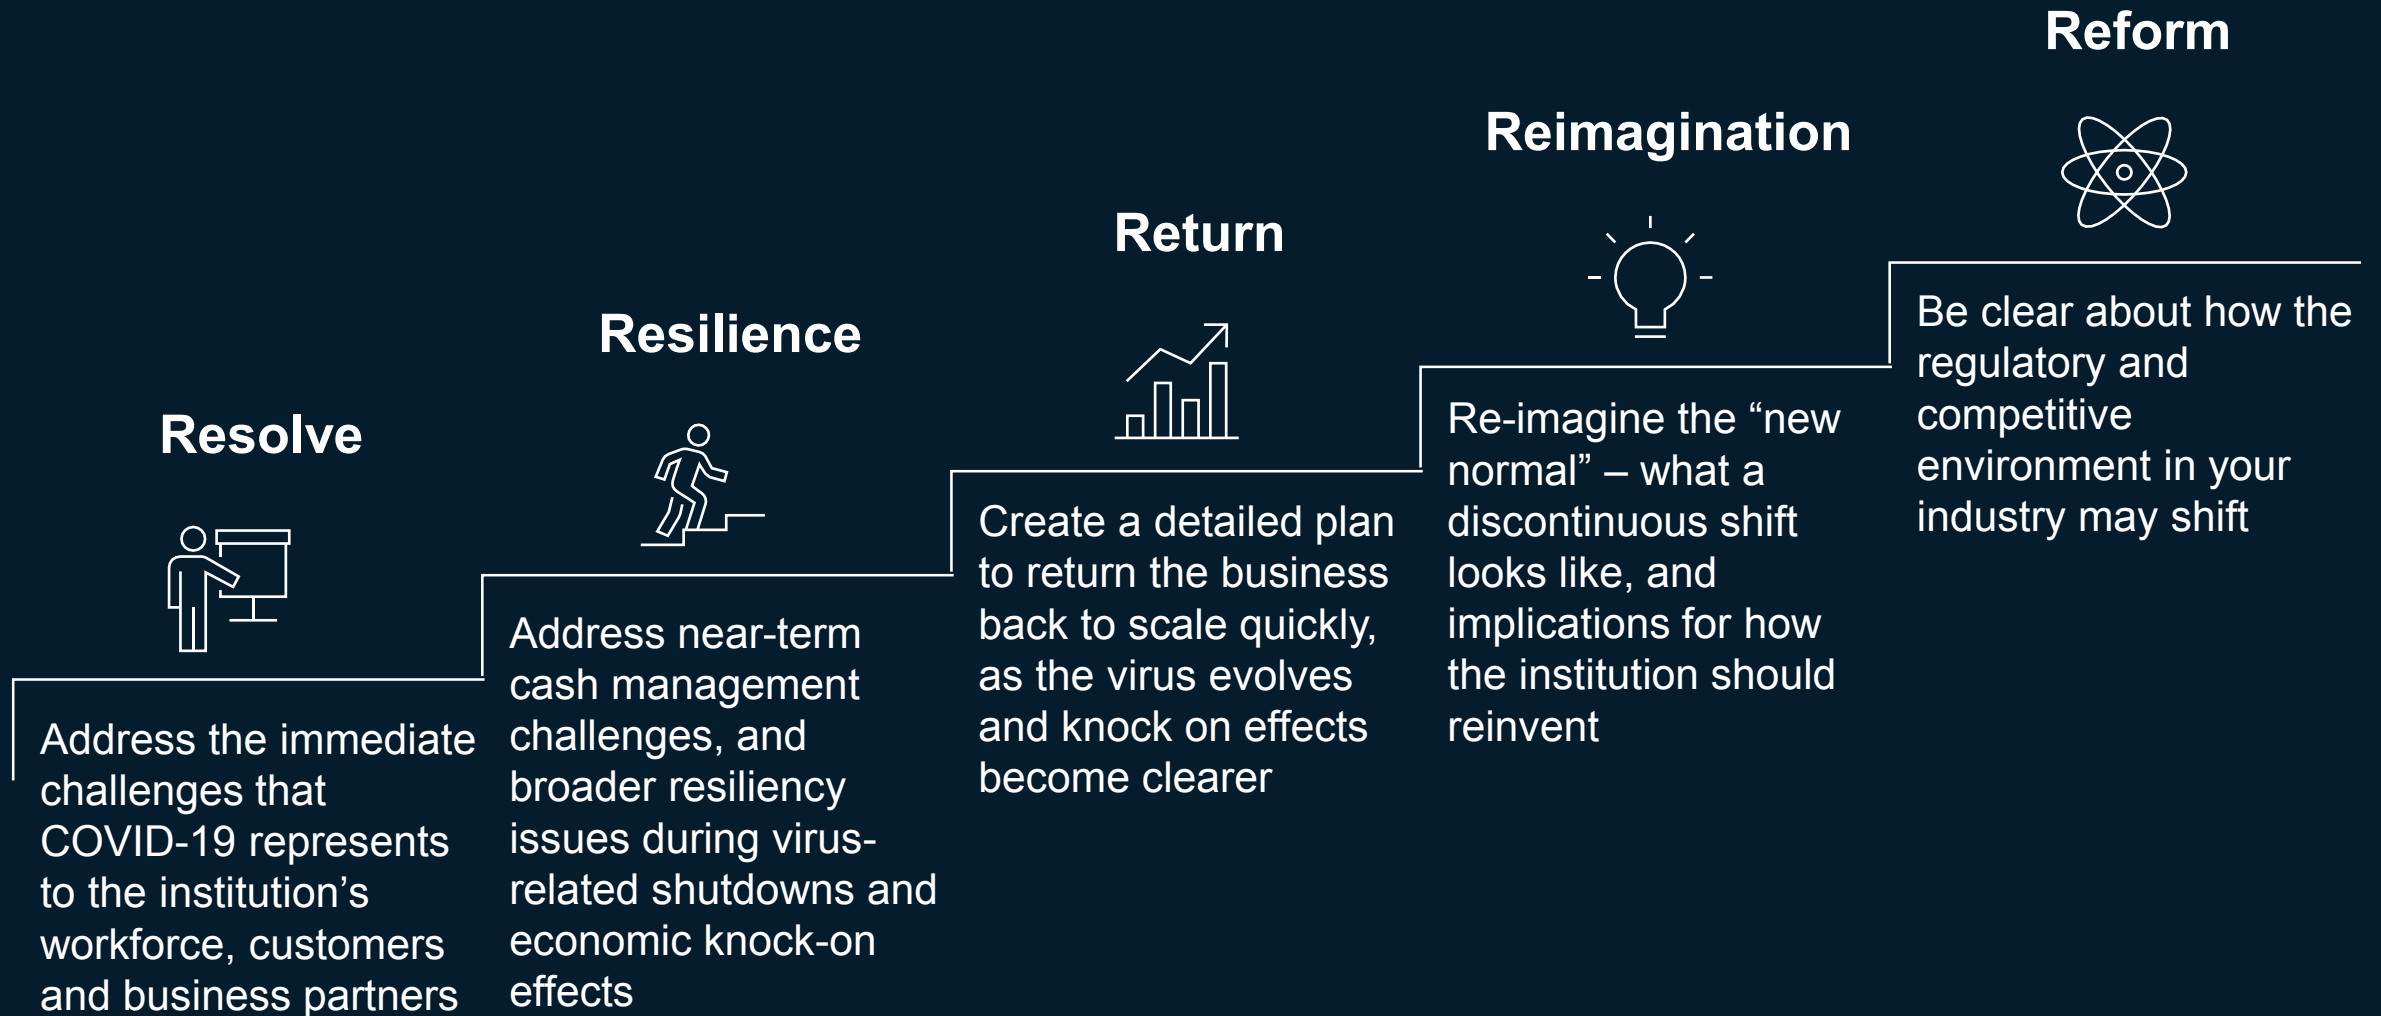 Resolve
Address the immediate
challenges that
COVID-19 represents
to the institution’s
workforce, customers
and business partners
Resilience
Address near-term
cash management
challenges, and
broader resiliency
issues during virus-
related shutdowns and
economic knock-on
effects
Return
Create a detailed plan
to return the business
back to scale quickly,
as the virus evolves
and knock on effects
become clearer
Reimagination
Re-imagine the “new
normal” – what a
discontinuous shift
looks like, and
implications for how
the institution should
reinvent
Reform
Be clear about how the
regulatory and
competitive
environment in your
industry may shift